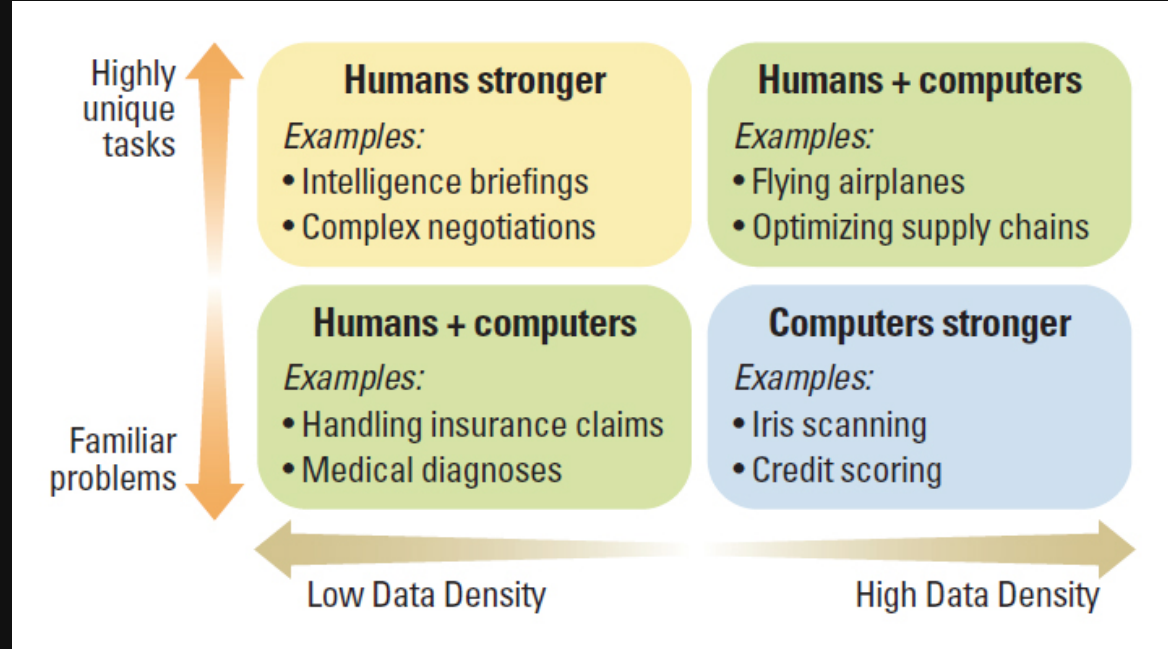 Highly
unique
tasks
Humans stronger
Examples:
• Intelligence briefings
• Complex negotiations
Humans + computers
Examples:
• Flying airplanes
• Optimizing supply chains
Familiar
problems
Humans + computers
Examples:
• Handling insurance claims
• Medical diagnoses
Computers stronger
Examples:
• Iris scanning
• Credit scoring
Low Data Density
High Data Density